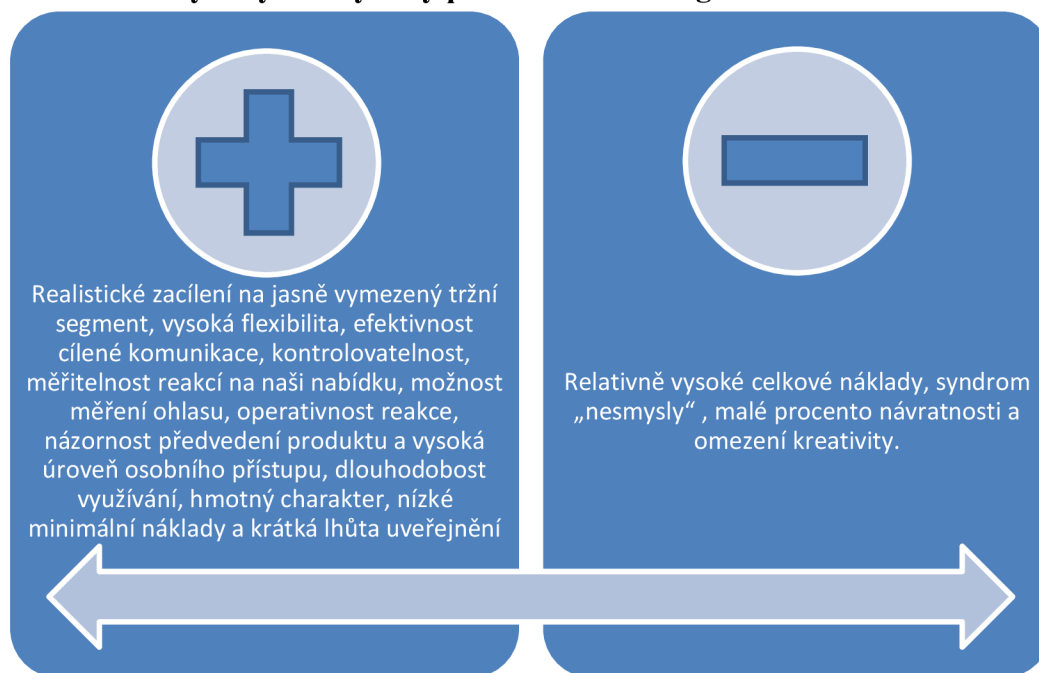 Realistické zacílení na jasně vymezený tržní
segment, vysoká flexibilita, efektivnost
cílené komunikace, kontrolovatelnost,
měřitelnost reakcí na naši nabídku, možnost
měření ohlasu, operativnost reakce,
názornost předvedení produktu a vysoká
úroveň osobního přístupu, dlouhodobost
využívání, hmotný charakter, nízké
minimální náklady a krátká lhůta uveřejnění
Relativně vysoké celkové náklady, syndrom
„nesmysly“ , malé procento návratnosti a
omezení kreativity.